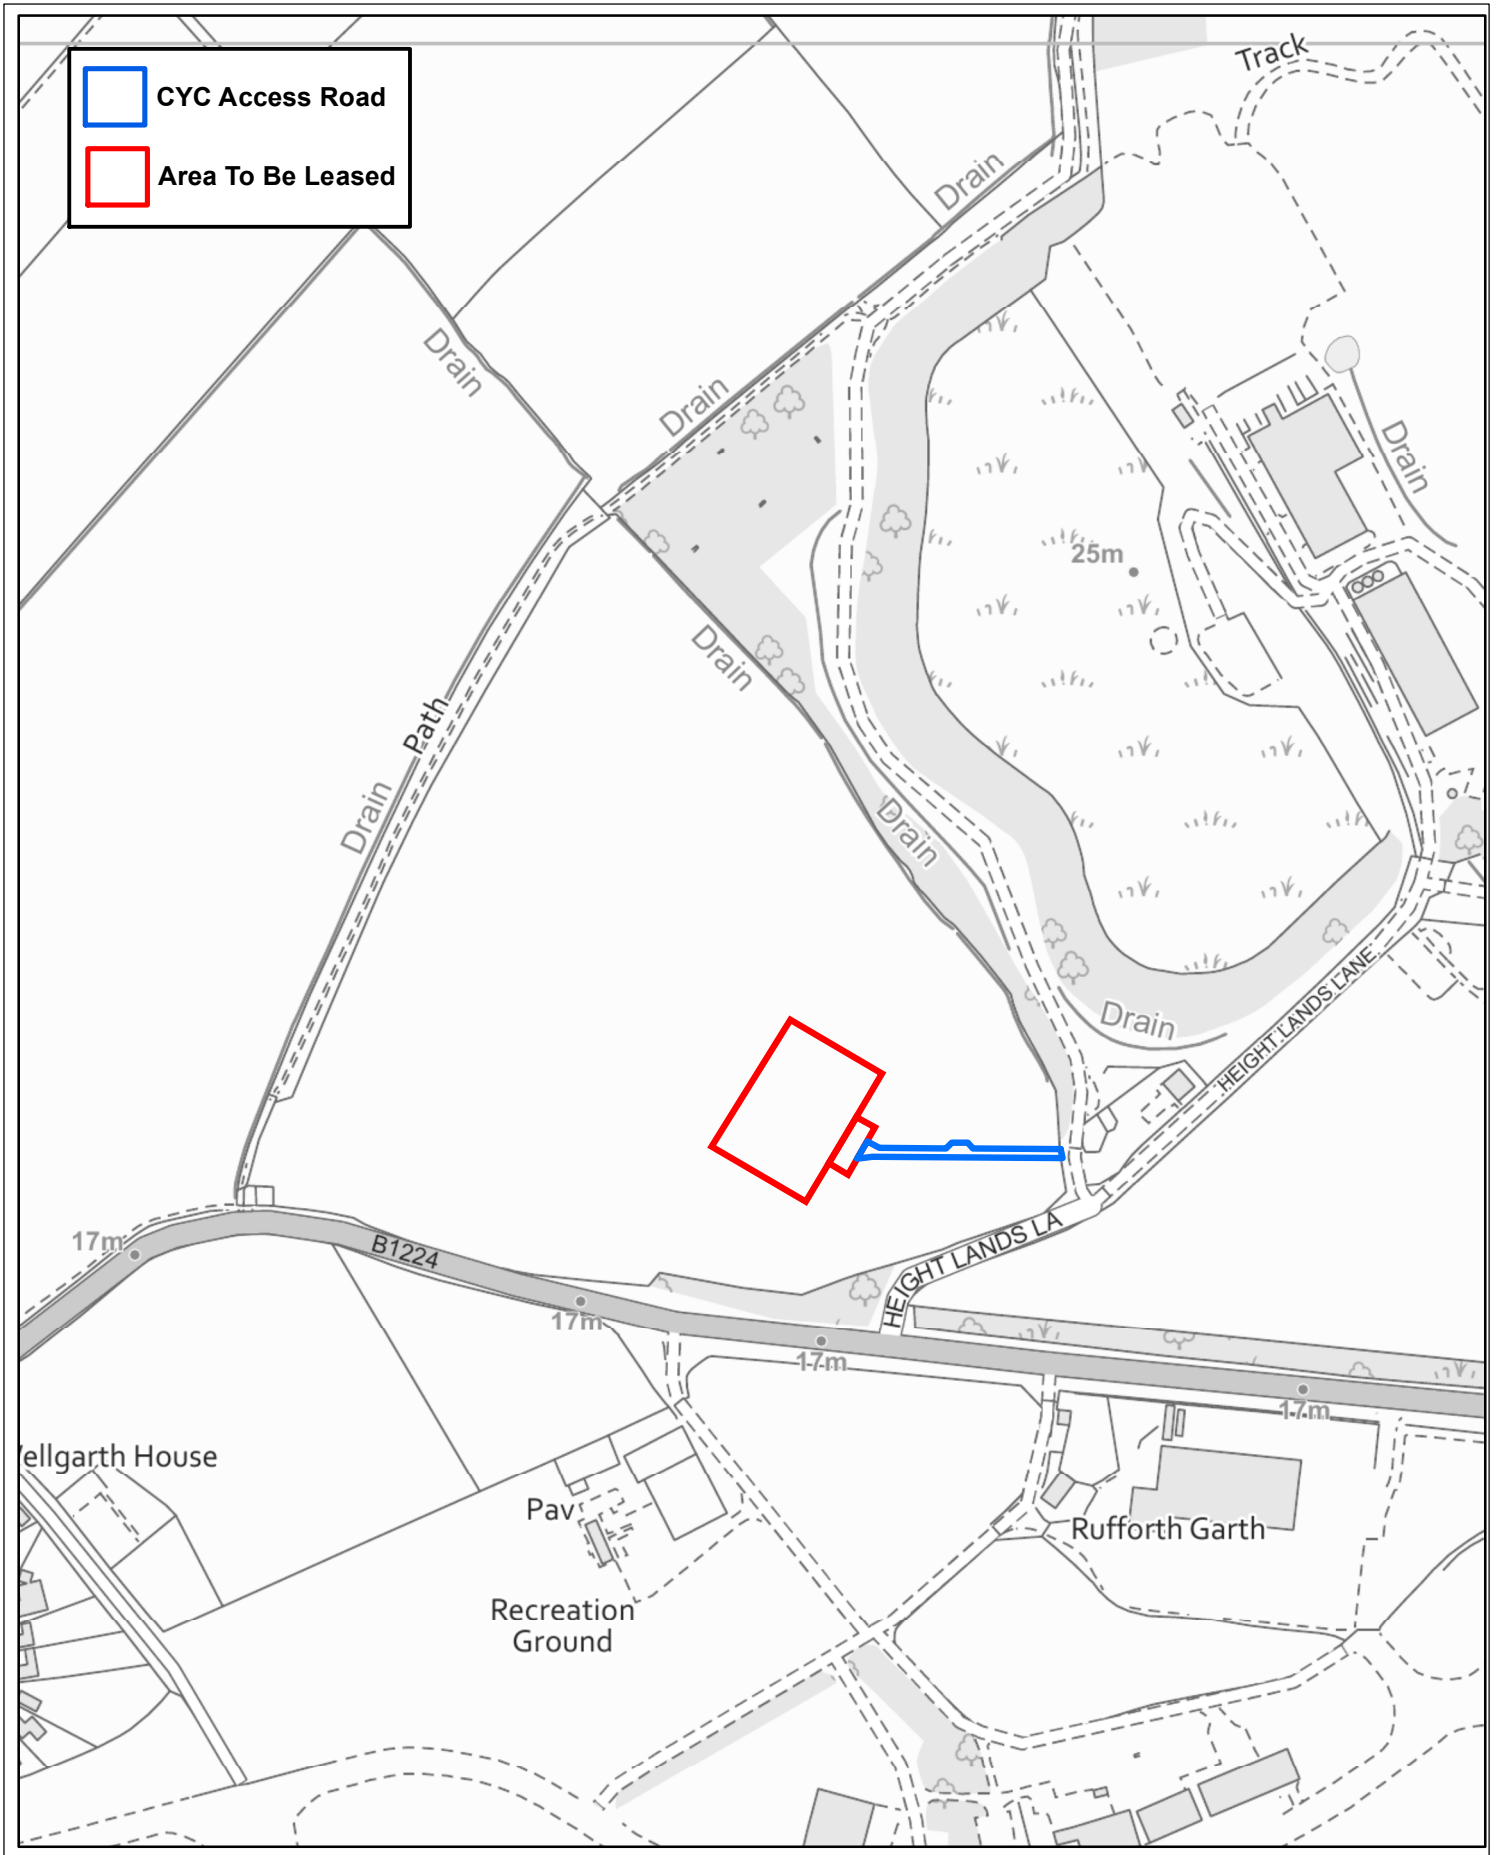 Track
CYC Access Road
Area To Be Leased
Drain
Drain
Drain
Drain
25m
Drain
Path
Drain
Drain
Drain
HEIGHT LANDS LANE
17m
B1224
HEIGHT LANDS LA
17m
17m
17m
ellgarth House
Pav
Rufforth Garth
Recreation
Ground